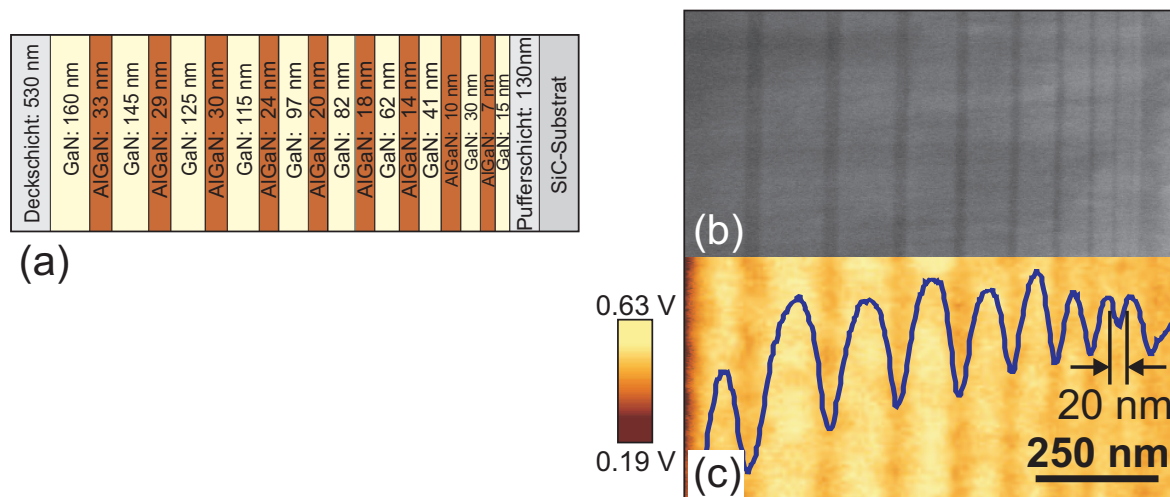 Deckschicht: 530 nm
GaN: 160 nm
AlGaN: 33 nm
GaN: 145 nm
AlGaN: 29 nm
GaN: 125 nm
AlGaN: 30 nm
GaN: 115 nm
AlGaN: 24 nm
GaN: 97 nm
AlGaN: 20 nm
GaN: 82 nm
AlGaN: 18 nm
GaN: 62 nm
AlGaN: 14 nm
GaN: 41 nm
AlGaN: 10 nm
GaN: 30 nm
AlGaN: 7 nm
GaN: 15 nm
Pufferschicht: 130nm
SiC-Substrat
(a)
(b)
0.63 V
0.19 V
20 nm
250 nm
(c)